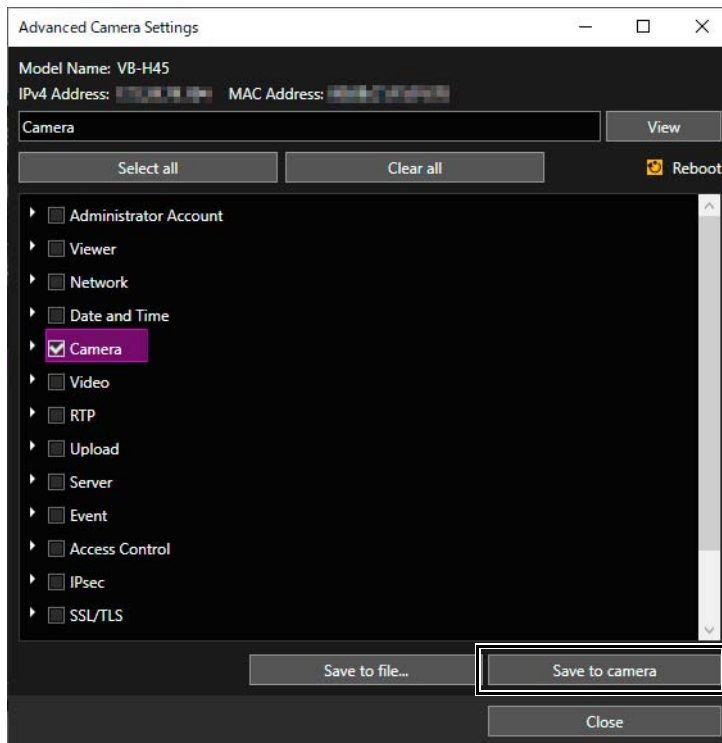 Advanced Camera Settings
Model Name: VB-H45
IPv4 Address: MAC Address:
Camera View
Select all Clear all Reboot
Administrator Account
Viewer
Network
Date and Time
Camera
Video
RTP
Upload
Server
Event
Access Control
IPsec
SSL/TLS
Save to file... Save to camera
Close